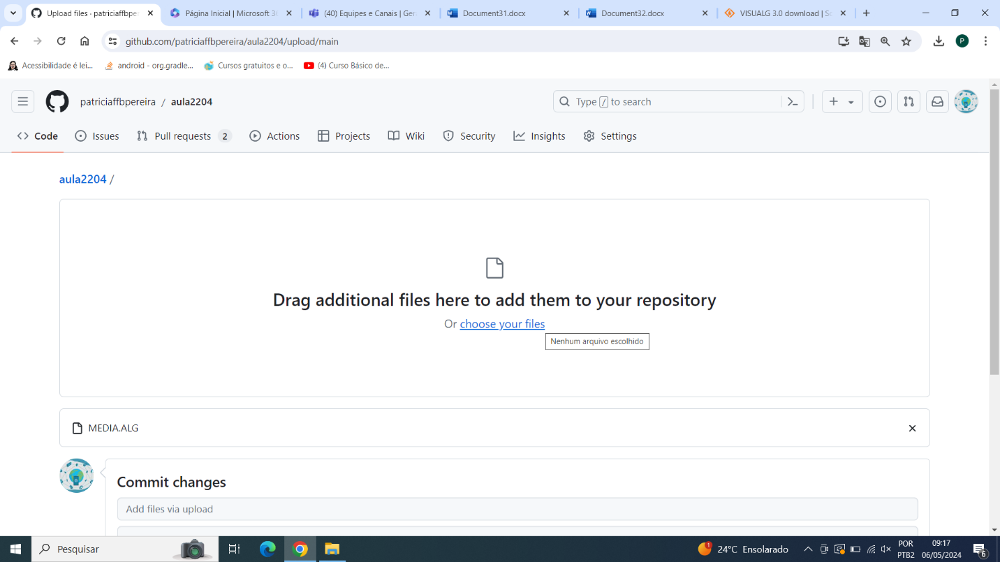 Upload files · patriciaffbper
Página Inicial | Microsoft 36
(40) Equipes e Canais | Ger
Document31.docx
Document32.docx
VISUALG 3.0 download | So
github.com/patriciaffbpereira/aula2204/upload/main
P
Acessibilidade é lei...
android - org.gradle...
Cursos gratuitos e o...
(4) Curso Básico de...
patriciaffbpereira / aula2204
Type / to search
Code
Issues
Pull requests 2
Actions
Projects
Wiki
Security
Insights
Settings
aula2204 /
Drag additional files here to add them to your repository
Or choose your files
Nenhum arquivo escolhido
MEDIA.ALG
Commit changes
Add files via upload
Pesquisar
1
24°C Ensolarado
POR
PTB2
09:17
06/05/2024
6